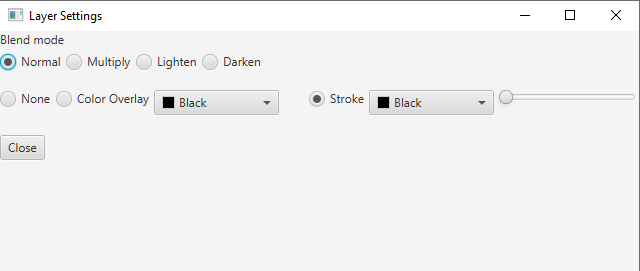 Layer Settings
Blend mode
Normal Multiply Lighten Darken
None Color Overlay Black Stroke Black
Close